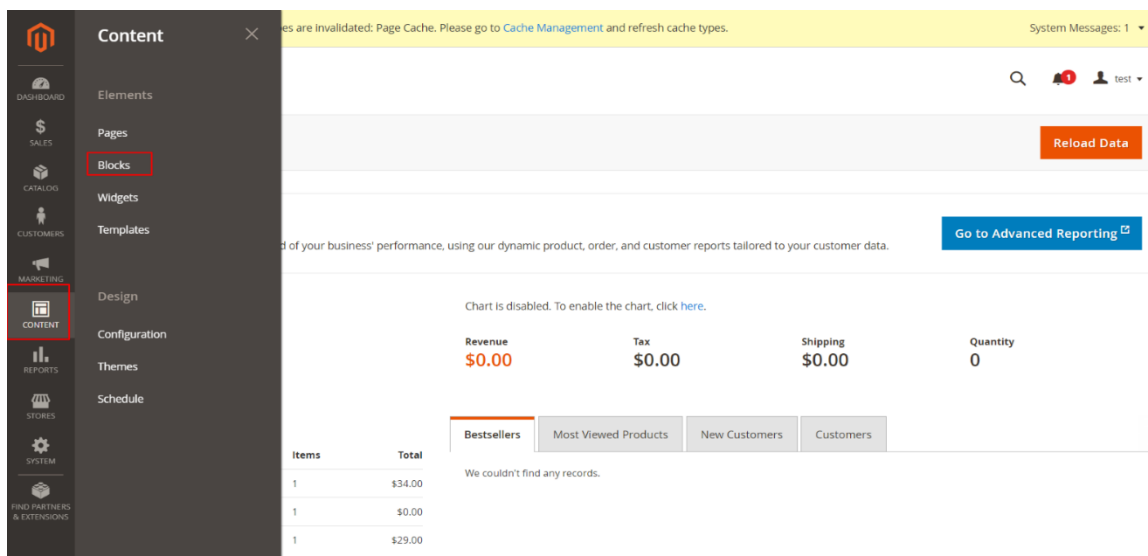 es are invalidated: Page Cache. Please go to Cache Management and refresh cache types.
System Messages: 1
Content
DASHBOARD
SALES
CATALOG
CUSTOMERS
MARKETING
CONTENT
REPORTS
STORES
SYSTEM
FIND PARTNERS
& EXTENSIONS
Elements
Pages
Blocks
Widgets
Templates
Design
Configuration
Themes
Schedule
1
test
Reload Data
d of your business' performance, using our dynamic product, order, and customer reports tailored to your customer data.
Go to Advanced Reporting
Chart is disabled. To enable the chart, click here.
Revenue Tax Shipping Quantity
$0.00 $0.00 $0.00 0
Bestsellers Most Viewed Products New Customers Customers
We couldn't find any records.
Items Total
1 $34.00
1 $0.00
1 $29.00